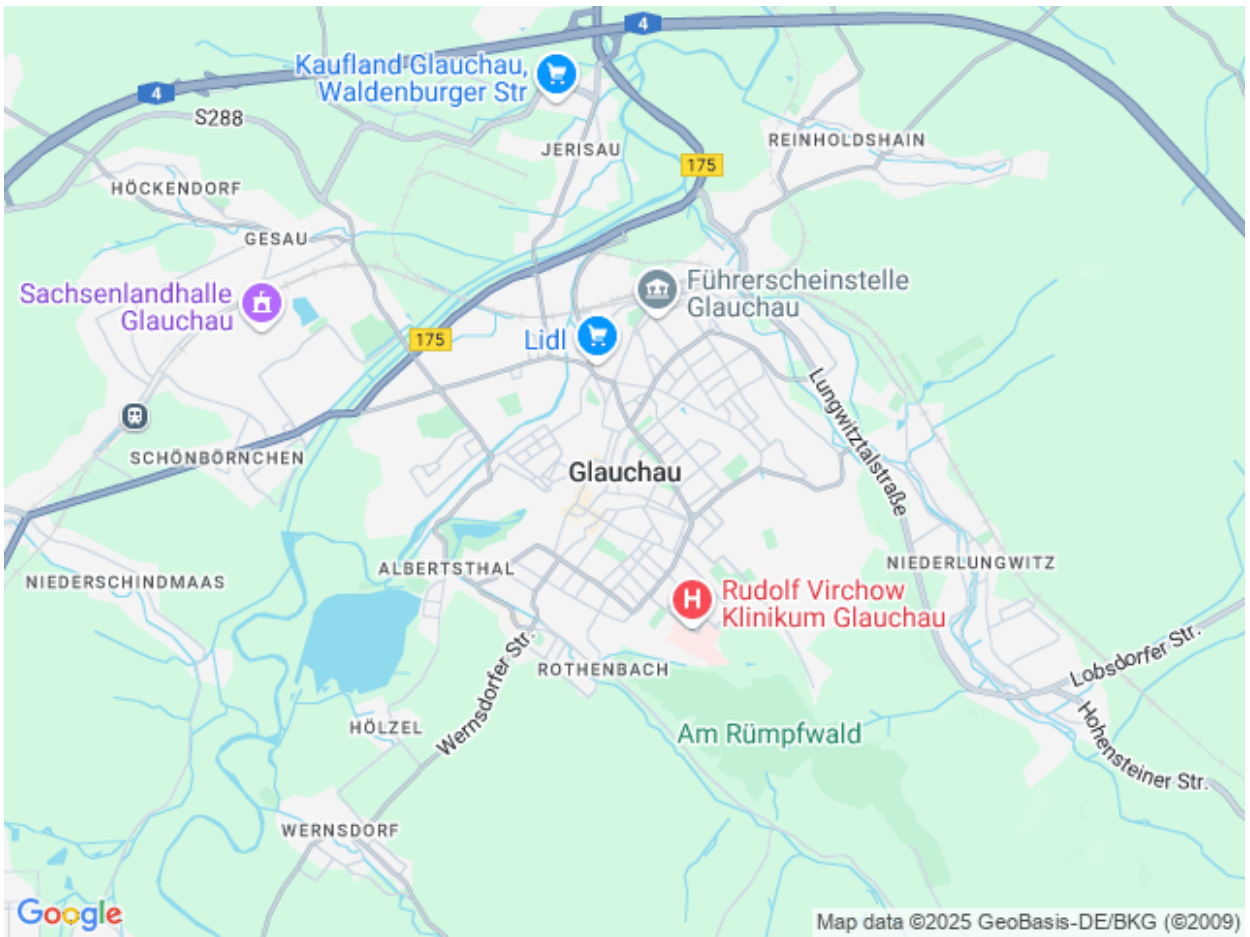 4
Kaufland Glauchau,
Waldenburger Str
4
S288
JERISAU
REINHOLDSHAIN
175
HÖCKENDORF
GESAU
Sachsenlandhalle
Glauchau
Führerscheinstelle
Glauchau
175
Lidl
Lungwitztalstraße
SCHÖNBÖRNCHEN
Glauchau
NIEDERSCHINDMAAS
ALBERTSTHAL
NIEDERLUNGWITZ
H
Rudolf Virchow
Klinikum Glauchau
Wernsdorfer Str.
ROTHENBACH
Lobsdorfer Str.
HÖLZEL
Am Rümpfwald
Hohensteiner Str.
WERNSDORF
Google
Map data ©2025 GeoBasis-DE/BKG (©2009)